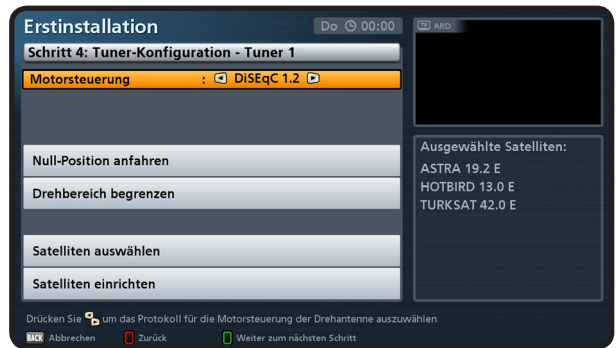 Erstinstallation
Do 00:00
TV ARD
Schritt 4: Tuner-Konfiguration - Tuner 1
Motorsteuerung : DiSEqC 1.2
Null-Position anfahren
Drehbereich begrenzen
Satelliten auswählen
Satelliten einrichten
Ausgewählte Satelliten:
ASTRA 19.2 E
HOTBIRD 13.0 E
TURKSAT 42.0 E
Drücken Sie um das Protokoll für die Motorsteuerung der Drehantenne auszuwählen
BACK Abbrechen Zurück Weiter zum nächsten Schritt